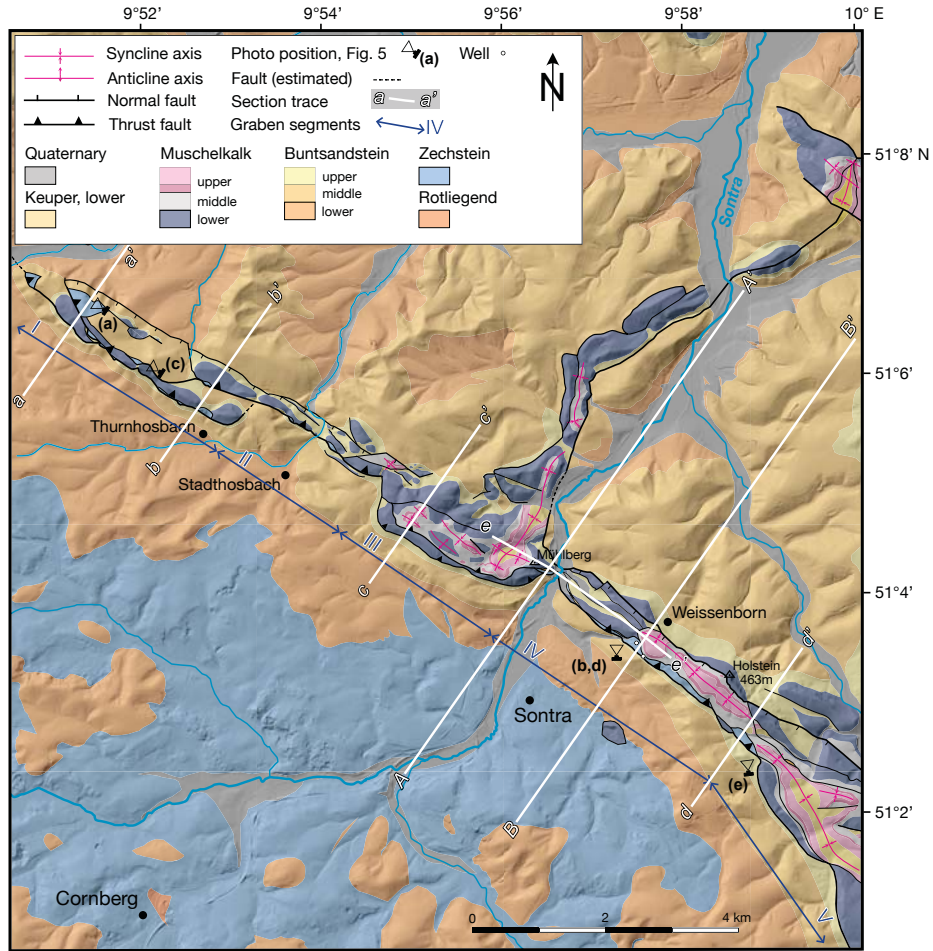 9°52' 9°54' 9°56' 9°58' 10° E
Syncline axis
Anticline axis
Normal fault
Thrust fault
Photo position, Fig. 5 (a) Well
Fault (estimated)
Section trace a a'
Graben segments IV
N
Quaternary
Keuper, lower
Muschelkalk
upper
middle
lower
Buntsandstein
upper
middle
lower
Zechstein
Rotliegend
51°8' N
Sontra
a'
b'
A'
B'
(a)
I
(c)
51°6'
a
c'
Thurnhosbach
b
II
Stadthosbach
e
III
Mühlberg
c
51°4'
Weissenborn
d'
IV
(b,d)
e'
Holstein
463m
Sontra
A
(e)
d
51°2'
B
Cornberg
V
0 2 4 km